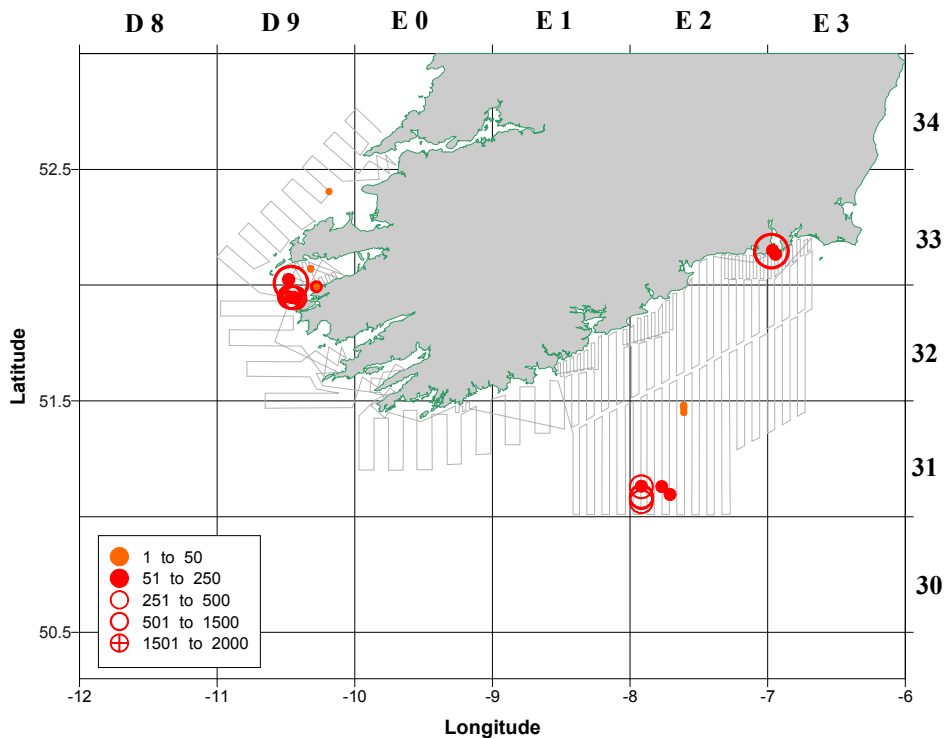 D 8 D 9 E 0 E 1 E 2 E 3
34
52.5
33
32
51.5
31
30
50.5
Latitude
1 to 50
51 to 250
251 to 500
501 to 1500
1501 to 2000
-12 -11 -10 -9 -8 -7 -6
Longitude